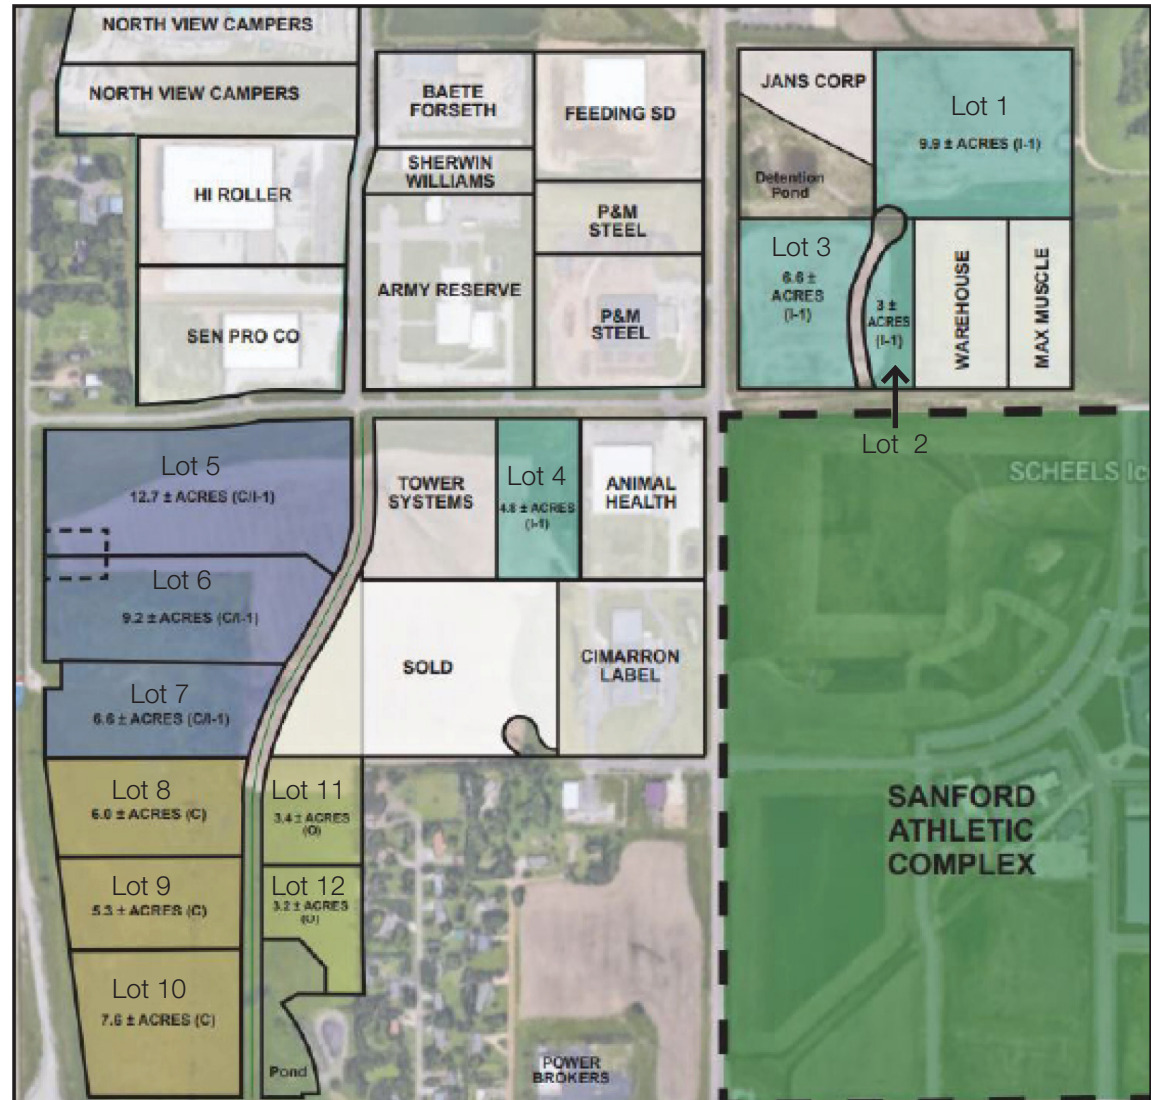 NORTH VIEW CAMPERS
NORTH VIEW CAMPERS
BAETE
FORSETH
FEEDING SD
JANS CORP
Lot 1
9.9 ± ACRES (I-1)
SHERWIN
WILLIAMS
Detention
Pond
HI ROLLER
P&M
STEEL
Lot 3
6.6 ±
ACRES
(I-1)
3 ±
ACRES
(I-1)
WAREHOUSE
MAX MUSCLE
ARMY RESERVE
P&M
STEEL
SEN PRO CO
Lot 2
Lot 5
12.7 ± ACRES (C/I-1)
TOWER
SYSTEMS
Lot 4
4.8 ± ACRES
(I-1)
ANIMAL
HEALTH
SCHEELS Ic
Lot 6
9.2 ± ACRES (C/I-1)
SOLD
CIMARRON
LABEL
Lot 7
6.6 ± ACRES (C/I-1)
Lot 8
6.0 ± ACRES (C)
Lot 11
3.4 ± ACRES
(O)
SANFORD
ATHLETIC
COMPLEX
Lot 9
5.3 ± ACRES (C)
Lot 12
3.2 ± ACRES
(O)
Lot 10
7.6 ± ACRES (C)
Pond
POWER
BROKERS